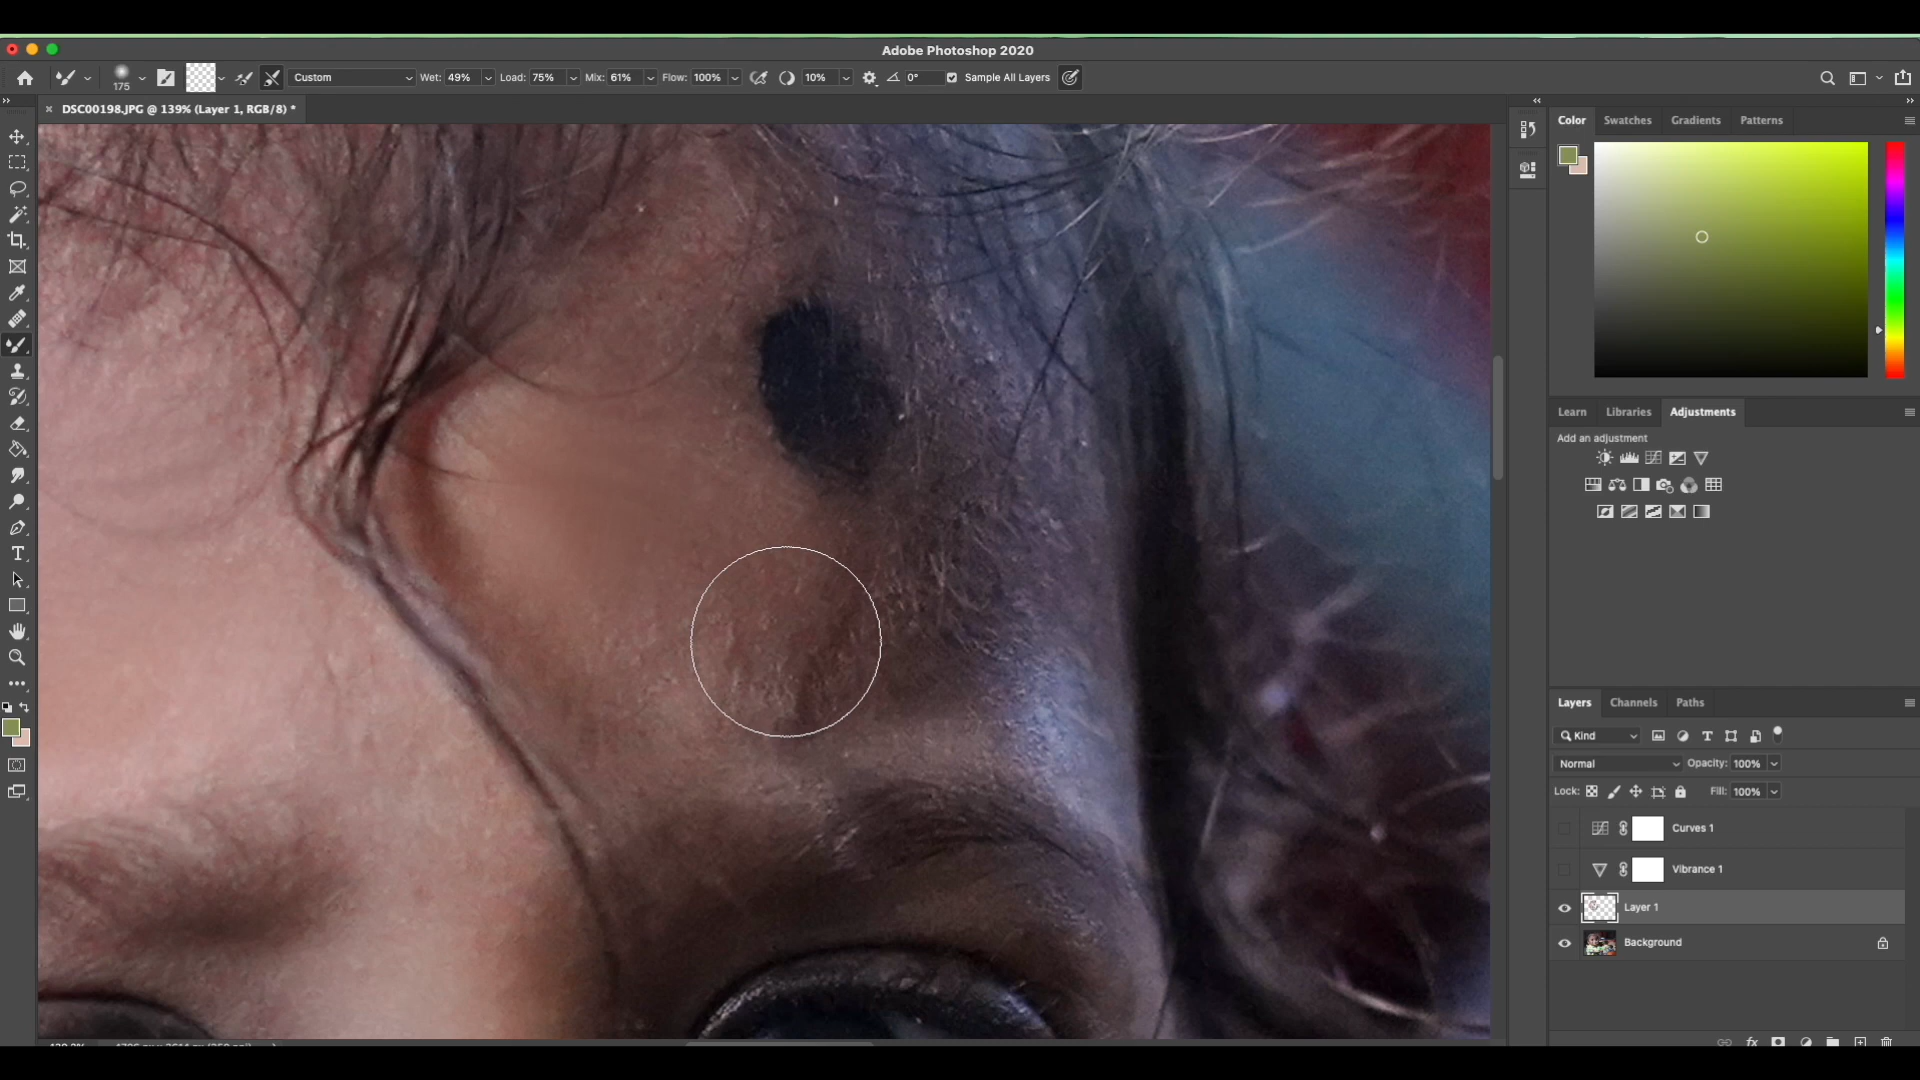 Adobe Photoshop 2020
175
Custom
Wet: 49%
Load: 75%
Mix: 61%
Flow: 100%
10%
0°
Sample All Layers
DSC00198.JPG @ 139% (Layer 1, RGB/8) *
Color
Swatches
Gradients
Patterns
Learn
Libraries
Adjustments
Add an adjustment
Layers
Channels
Paths
Kind
Normal
Opacity: 100%
Lock:
Fill: 100%
Curves 1
Vibrance 1
Layer 1
Background
fx